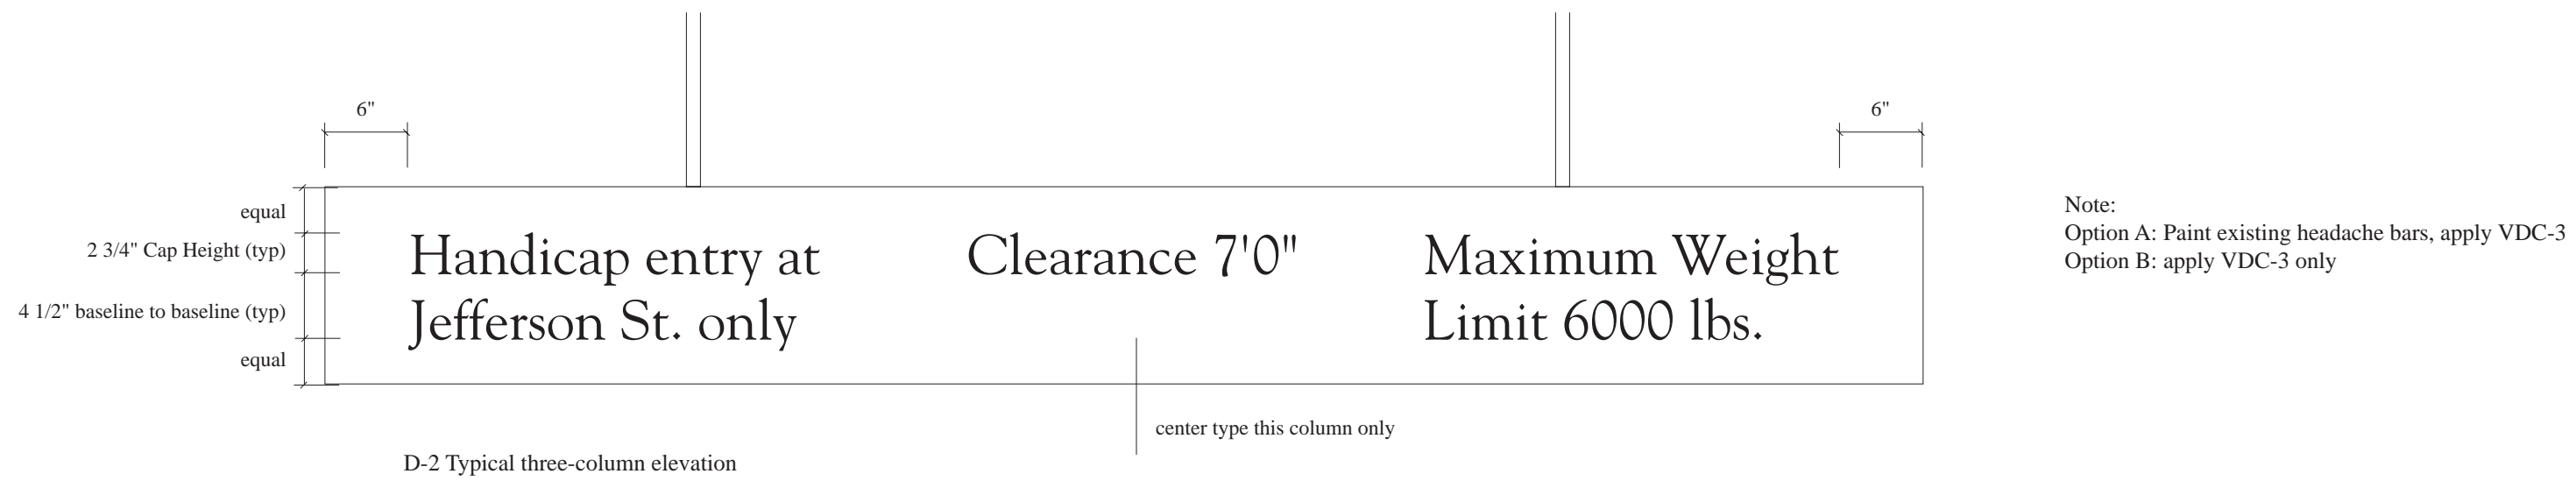 6"
6"
equal
2 3/4" Cap Height (typ)
4 1/2" baseline to baseline (typ)
equal
Handicap entry at
Jefferson St. only
Clearance 7'0"
Maximum Weight
Limit 6000 lbs.
Note:
Option A: Paint existing headache bars, apply VDC-3
Option B: apply VDC-3 only
center type this column only
D-2 Typical three-column elevation